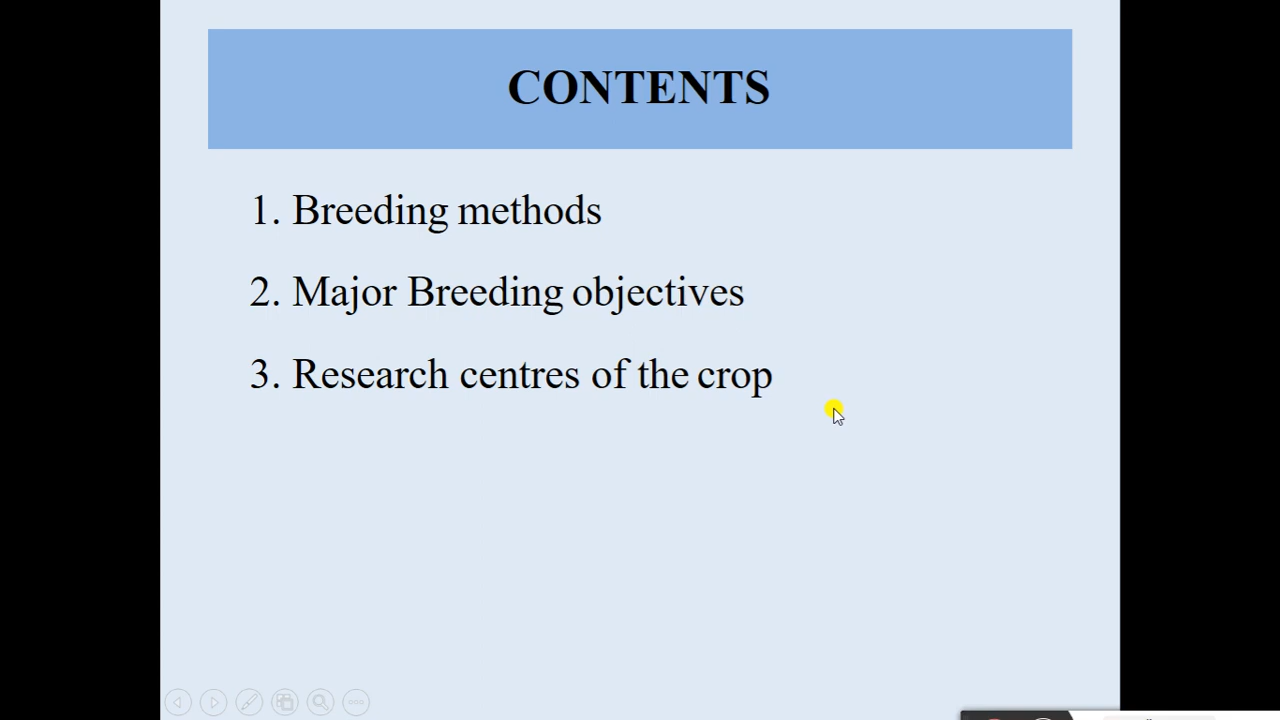 CONTENTS
1. Breeding methods
2. Major Breeding objectives
3. Research centres of the crop